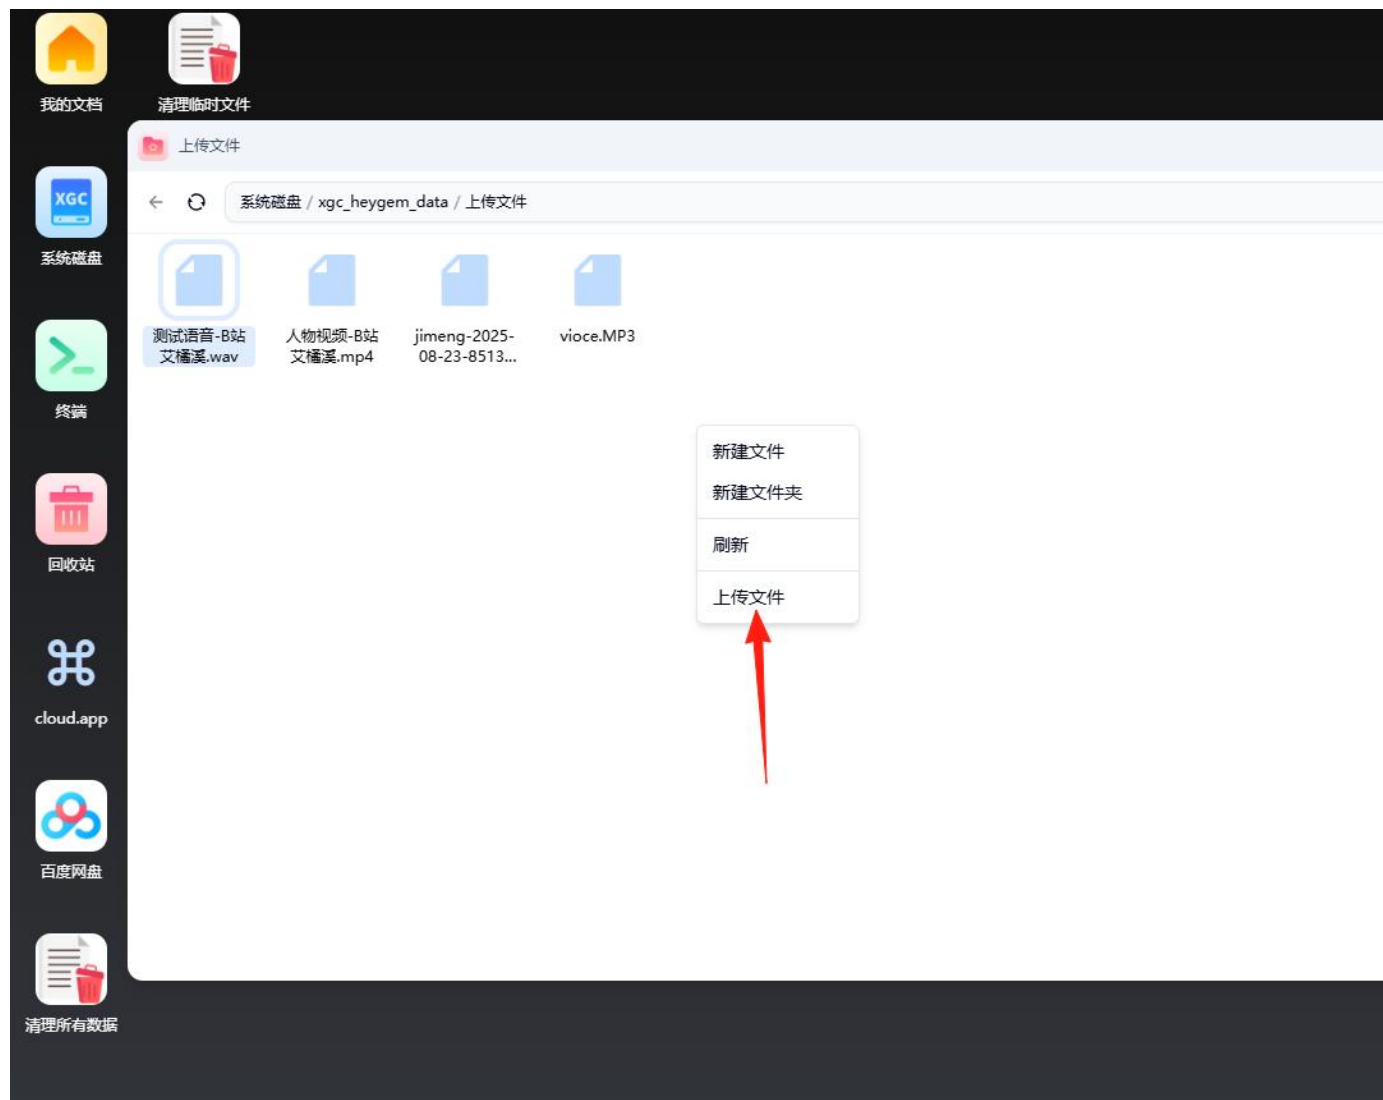 我的文档
清理临时文件
上传文件
系统磁盘 / xgc_heygem_data / 上传文件
XGC
系统磁盘
测试语音-B站
艾橘溪.wav
人物视频-B站
艾橘溪.mp4
jimeng-2025-
08-23-8513...
vioce.MP3
终端
新建文件
新建文件夹
刷新
上传文件
回收站
cloud.app
百度网盘
清理所有数据